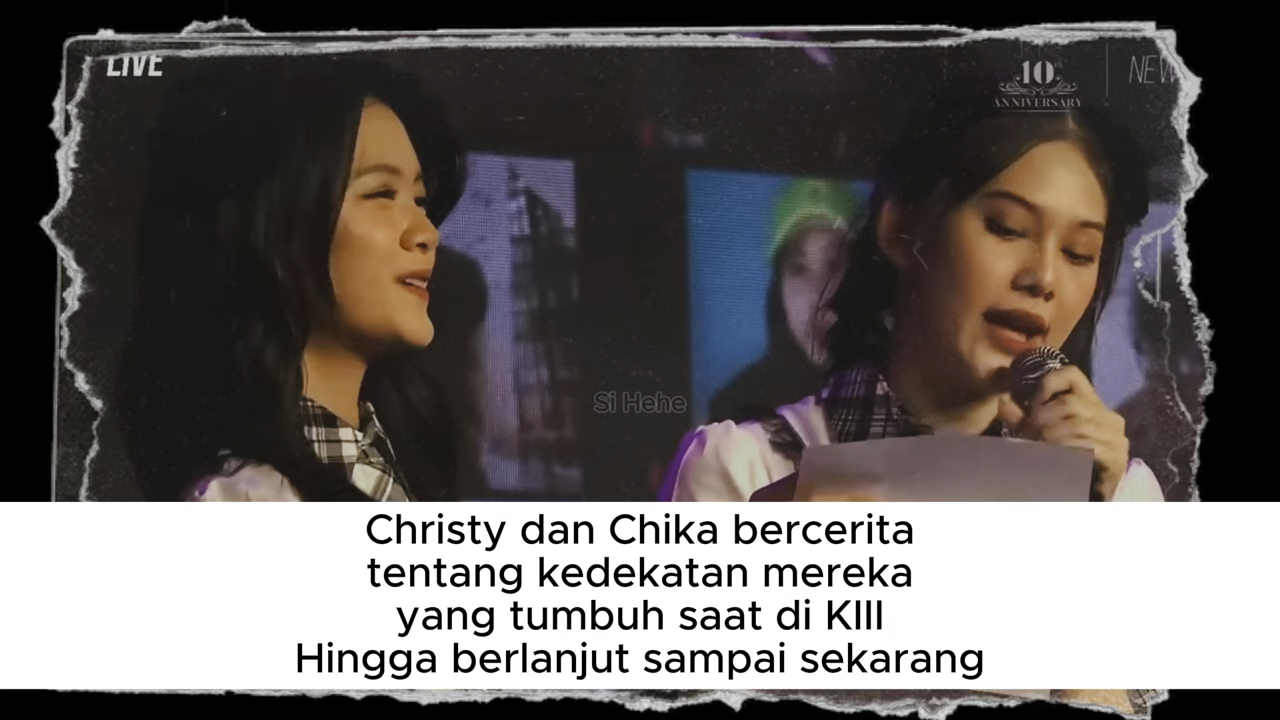 LIVE
10th
ANNIVERSARY
NEW
Si Hehe
Christy dan Chika bercerita
tentang kedekatan mereka
yang tumbuh saat di KIII
Hingga berlanjut sampai sekarang